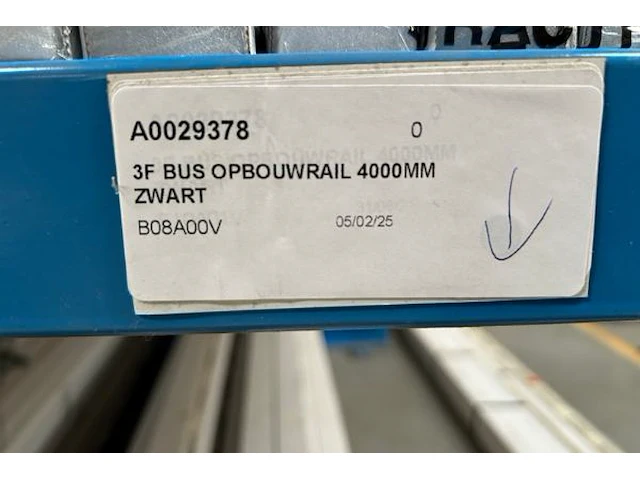 A0029378 0
3F BUS OPBOUWRAIL 4000MM
ZWART
B08A00V 05/02/25